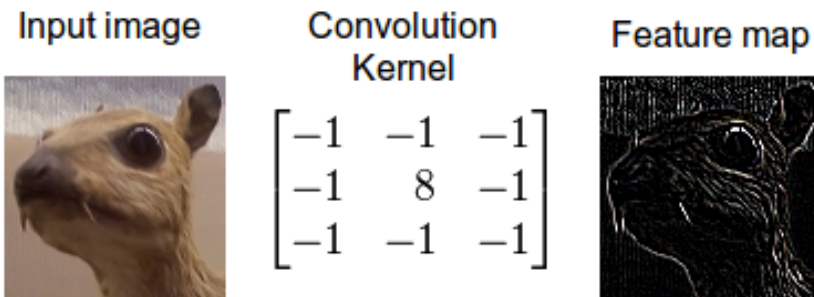 Input image
Convolution
Kernel
Feature map
−1 −1 −1
−1 8 −1
−1 −1 −1